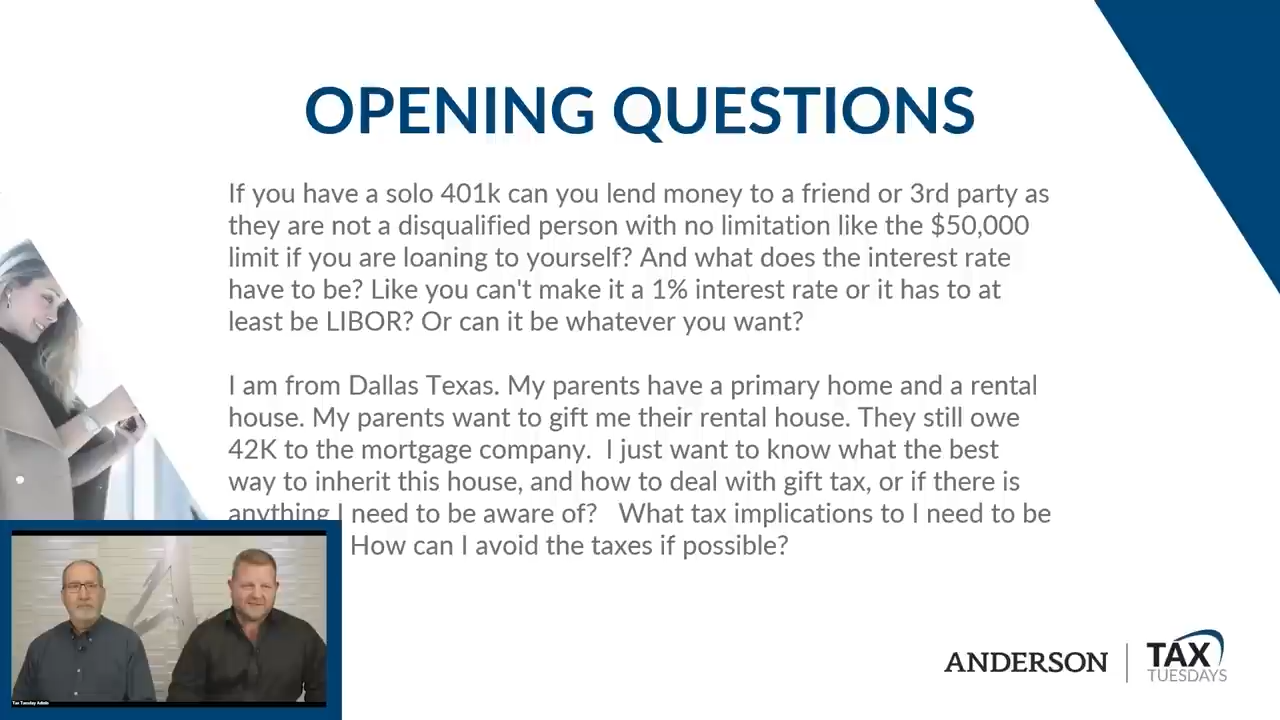 OPENING QUESTIONS
If you have a solo 401k can you lend money to a friend or 3rd party as
they are not a disqualified person with no limitation like the $50,000
limit if you are loaning to yourself? And what does the interest rate
have to be? Like you can't make it a 1% interest rate or it has to at
least be LIBOR? Or can it be whatever you want?
I am from Dallas Texas. My parents have a primary home and a rental
house. My parents want to gift me their rental house. They still owe
42K to the mortgage company.  I just want to know what the best
way to inherit this house, and how to deal with gift tax, or if there is
anything I need to be aware of?   What tax implications to I need to be
How can I avoid the taxes if possible?
Tax Tuesday Admin
ANDERSON | TAX
TUESDAYS